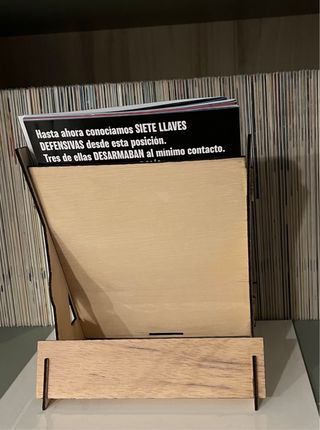 Hasta ahora conocíamos SIETE LLAVES
DEFENSIVAS desde esta posición.
Tres de ellas DESARMABAN al mínimo contacto.